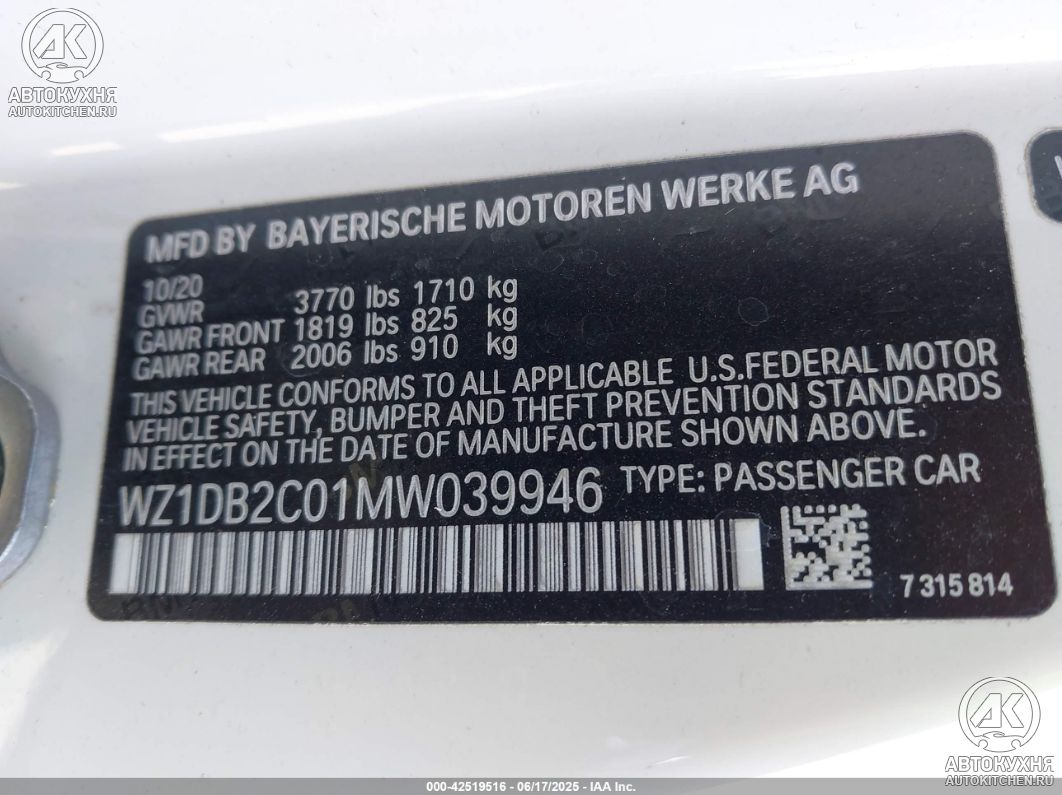 АК
АВТОКУХНЯ
AUTOKITCHEN.RU
MFD BY BAYERISCHE MOTOREN WERKE AG
10/20
GVWR 3770 lbs 1710 kg
GAWR FRONT 1819 lbs 825 kg
GAWR REAR 2006 lbs 910 kg
THIS VEHICLE CONFORMS TO ALL APPLICABLE U.S.FEDERAL MOTOR
VEHICLE SAFETY, BUMPER AND THEFT PREVENTION STANDARDS
IN EFFECT ON THE DATE OF MANUFACTURE SHOWN ABOVE.
WZ1DB2C01MW039946 TYPE: PASSENGER CAR
7 315 814
АК
АВТОКУХНЯ
AUTOKITCHEN.RU
000-42519516 - 06/17/2025 - IAA Inc.